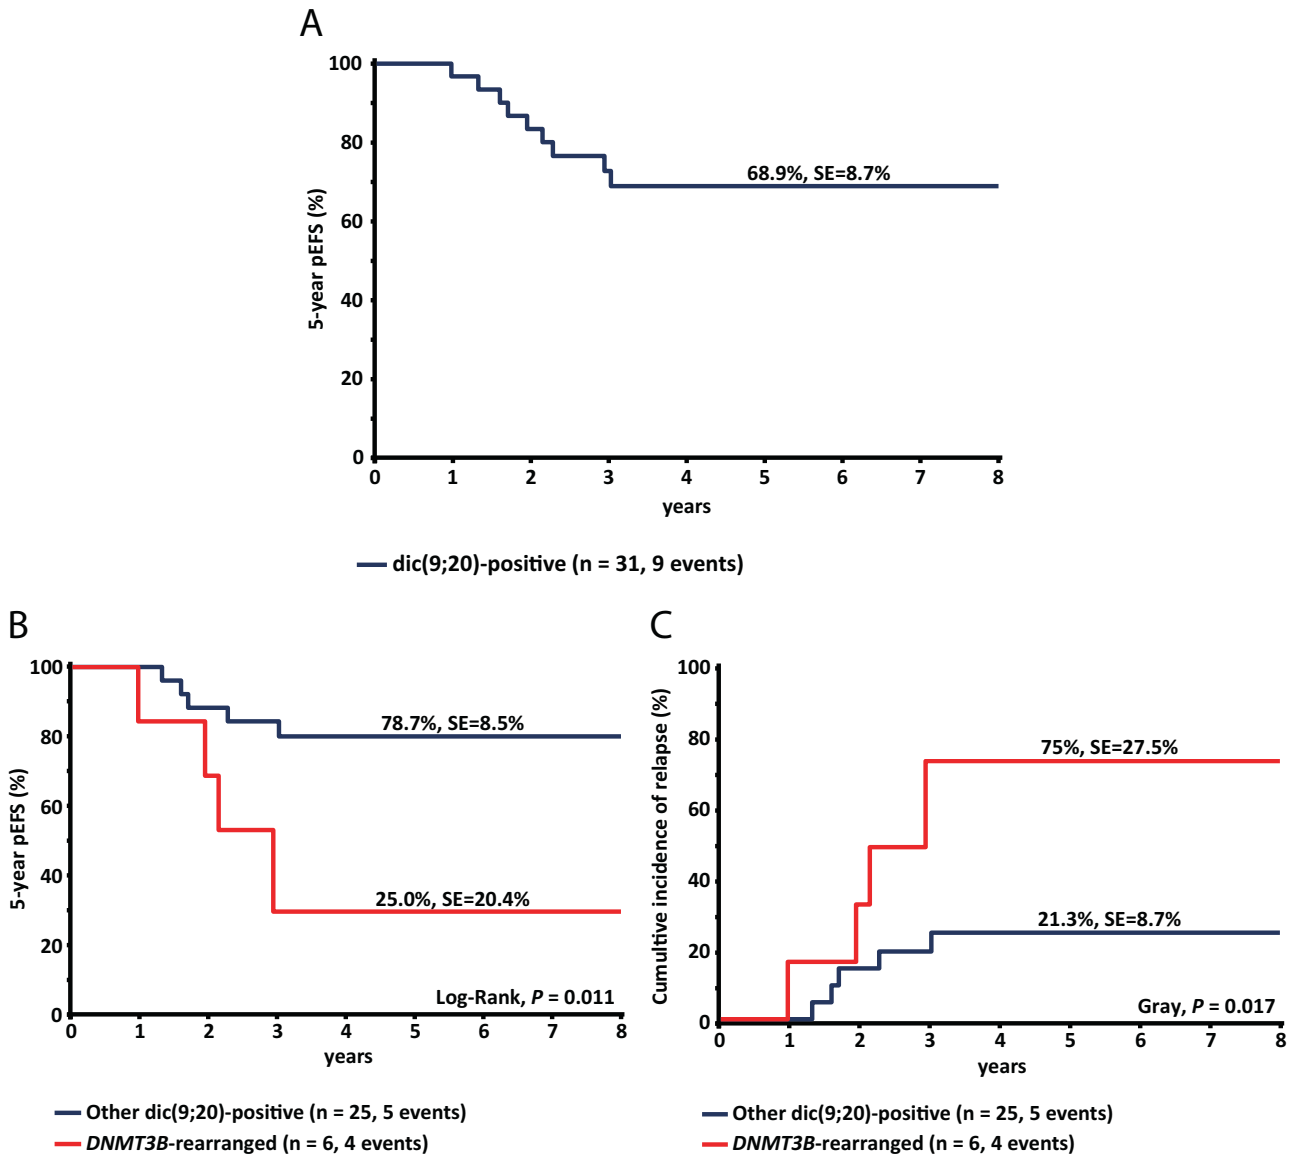 A
100
80
60
40
20
0
5-year pEFS (%)
68.9%, SE=8.7%
0 1 2 3 4 5 6 7 8
years
dic(9;20)-positive (n = 31, 9 events)
B
100
80
60
40
20
0
5-year pEFS (%)
78.7%, SE=8.5%
25.0%, SE=20.4%
Log-Rank, P = 0.011
0 1 2 3 4 5 6 7 8
years
Other dic(9;20)-positive (n = 25, 5 events)
DNMT3B-rearranged (n = 6, 4 events)
C
100
80
60
40
20
0
Cumultive incidence of relapse (%)
75%, SE=27.5%
21.3%, SE=8.7%
Gray, P = 0.017
0 1 2 3 4 5 6 7 8
years
Other dic(9;20)-positive (n = 25, 5 events)
DNMT3B-rearranged (n = 6, 4 events)